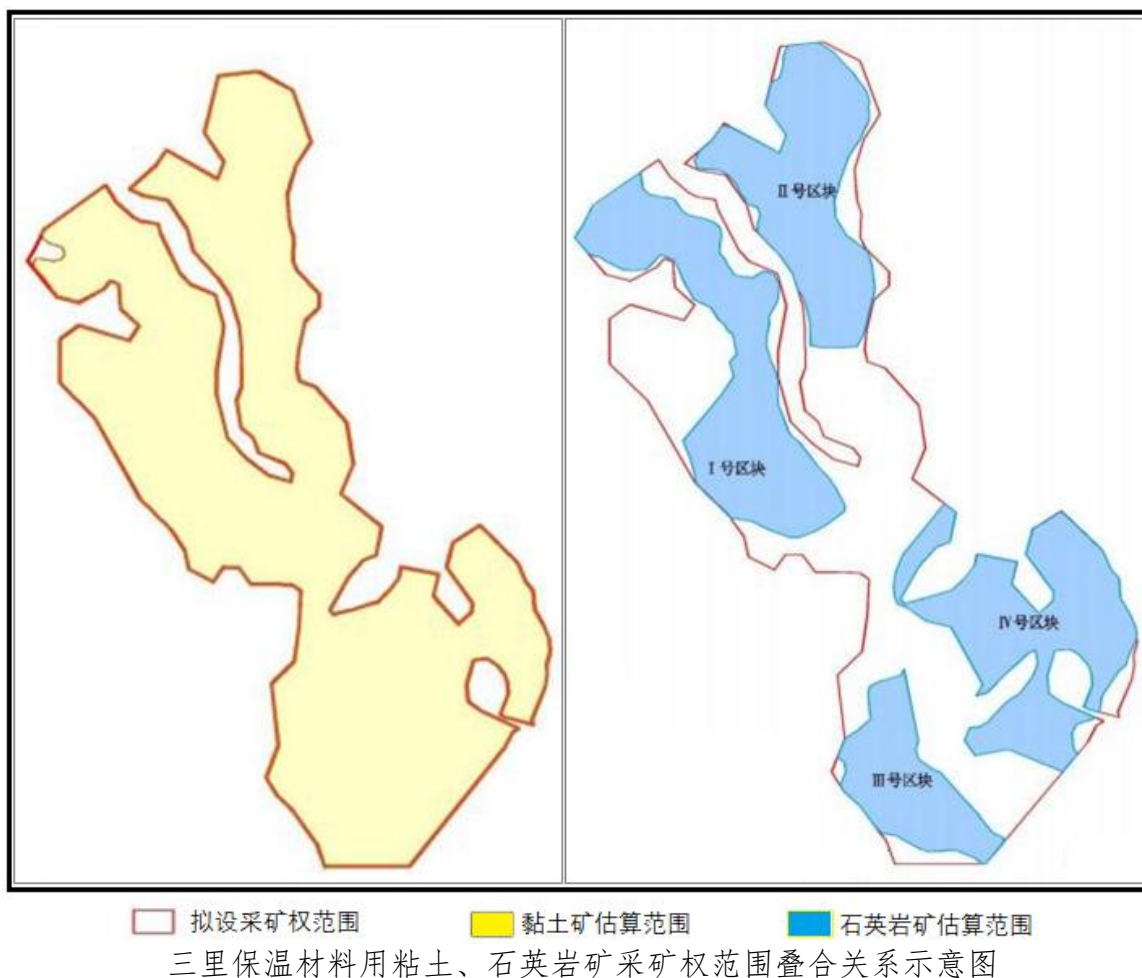 Ⅱ号区块
Ⅰ号区块
Ⅳ号区块
Ⅲ号区块
拟设采矿权范围 黏土矿估算范围 石英岩矿估算范围
三里保温材料用粘土、石英岩矿采矿权范围叠合关系示意图